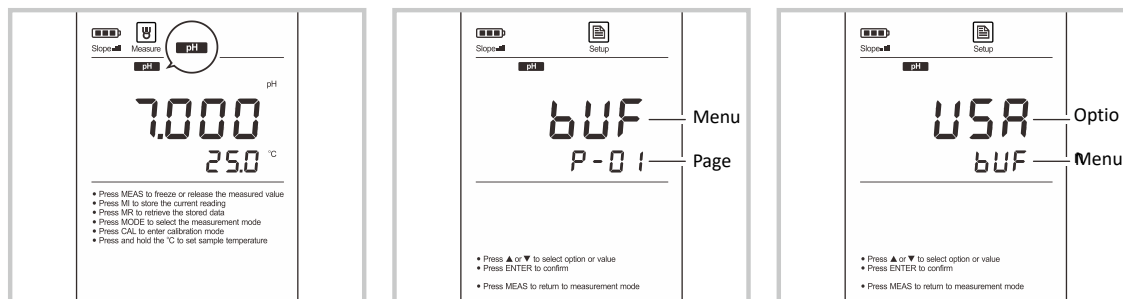 Slope
Measure
pH
pH
pH
7.000
25.0 °C
• Press MEAS to freeze or release the measured value
• Press MI to store the current reading
• Press MR to retrieve the stored data
• Press MODE to select the measurement mode
• Press CAL to enter calibration mode
• Press and hold the °C to set sample temperature
Slope
Setup
pH
bUF
Menu
P-01
Page
• Press ▲ or ▼ to select option or value
• Press ENTER to confirm
• Press MEAS to return to measurement mode
Slope
Setup
pH
USA
Optio
bUF
Menu
• Press ▲ or ▼ to select option or value
• Press ENTER to confirm
• Press MEAS to return to measurement mode